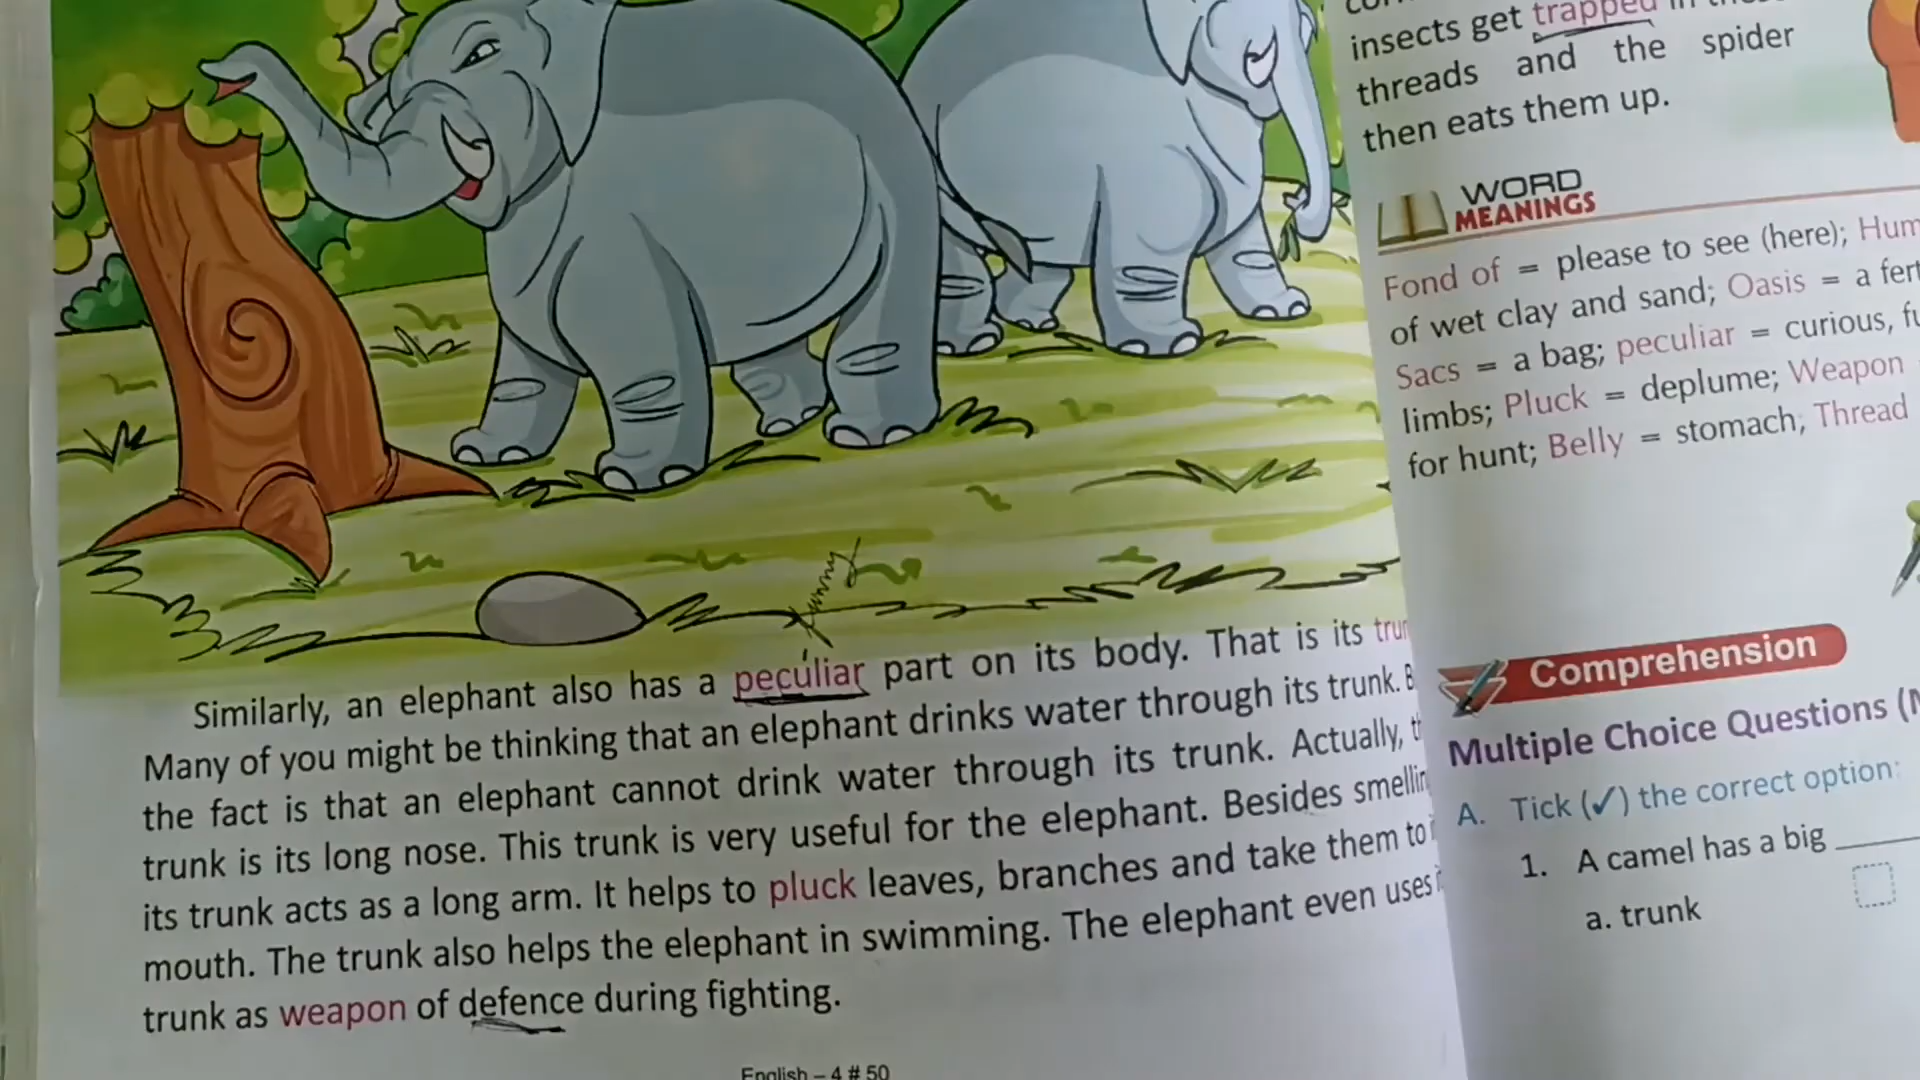 funny
Similarly, an elephant also has a peculiar part on its body. That is its
Many of you might be thinking that an elephant drinks water through its trunk.
the fact is that an elephant cannot drink water through its trunk. Actually,
trunk is its long nose. This trunk is very useful for the elephant. Besides
its trunk acts as a long arm. It helps to pluck leaves, branches and take them to
mouth. The trunk also helps the elephant in swimming. The elephant even uses
trunk as weapon of defence during fighting.
English – 4 # 50
insects get trapped in
threads and the spider
then eats them up.
WORD
MEANINGS
Fond of = please to see (here);
of wet clay and sand; Oasis = a
Sacs = a bag; peculiar = curious,
limbs; Pluck = deplume; Weapon
for hunt; Belly = stomach; Thread
Comprehension
Multiple Choice Questions
A. Tick (✓) the correct option:
1. A camel has a big ______
a. trunk